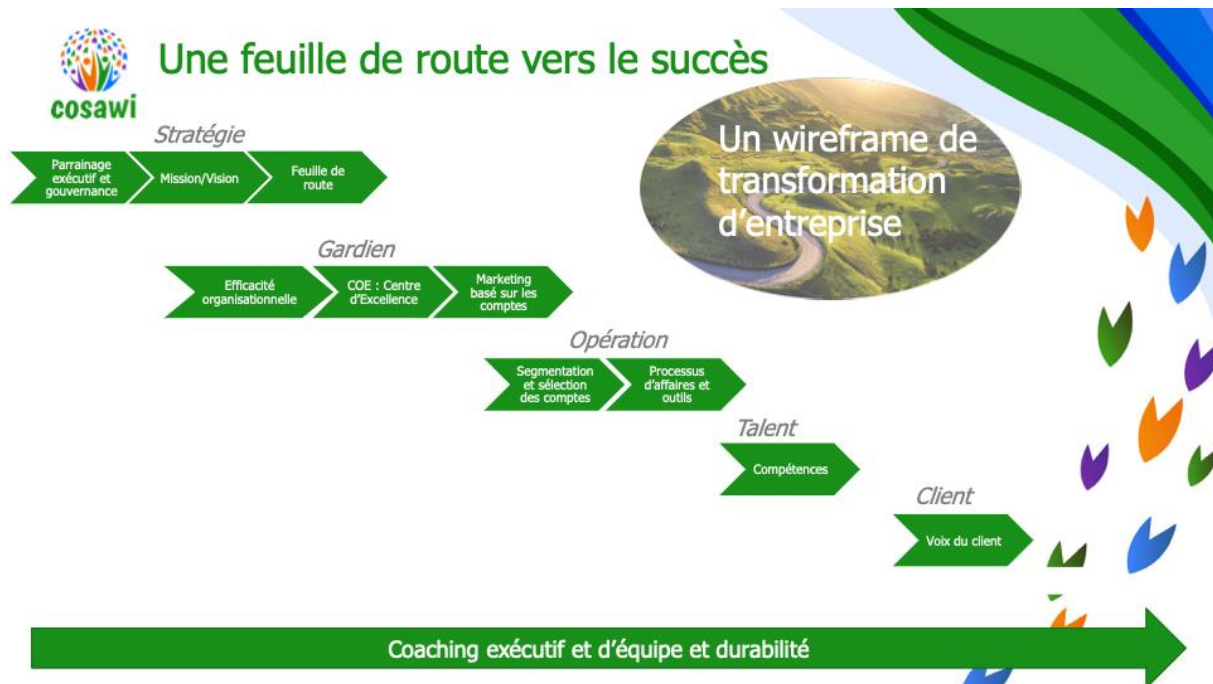 Une feuille de route vers le succès
cosawi
Stratégie
Parrainage
exécutif et
gouvernance
Mission/Vision
Feuille de
route
Un wireframe de
transformation
d'entreprise
Gardien
Efficacité
organisationnelle
COE : Centre
d'Excellence
Marketing
basé sur les
comptes
Opération
Segmentation
et sélection
des comptes
Processus
d'affaires et
outils
Talent
Compétences
Client
Voix du client
Coaching exécutif et d'équipe et durabilité